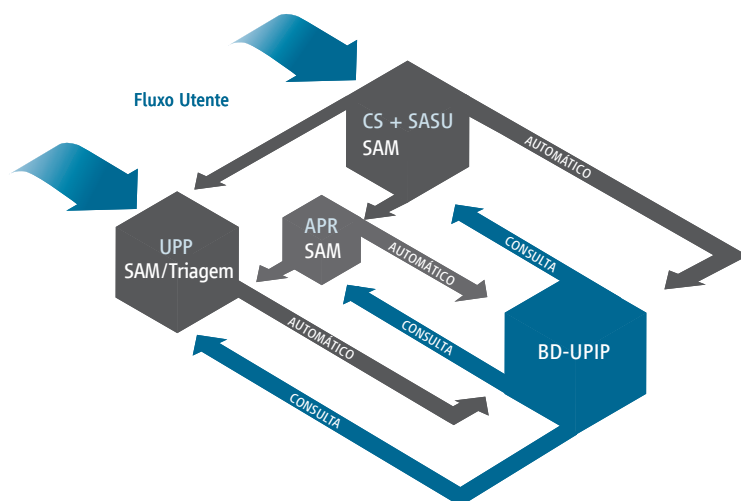 Fluxo Utente
CS + SASU
SAM
AUTOMÁTICO
APR
SAM
UPP
SAM/Triagem
AUTOMÁTICO
CONSULTA
CONSULTA
AUTOMÁTICO
BD-UPIP
CONSULTA